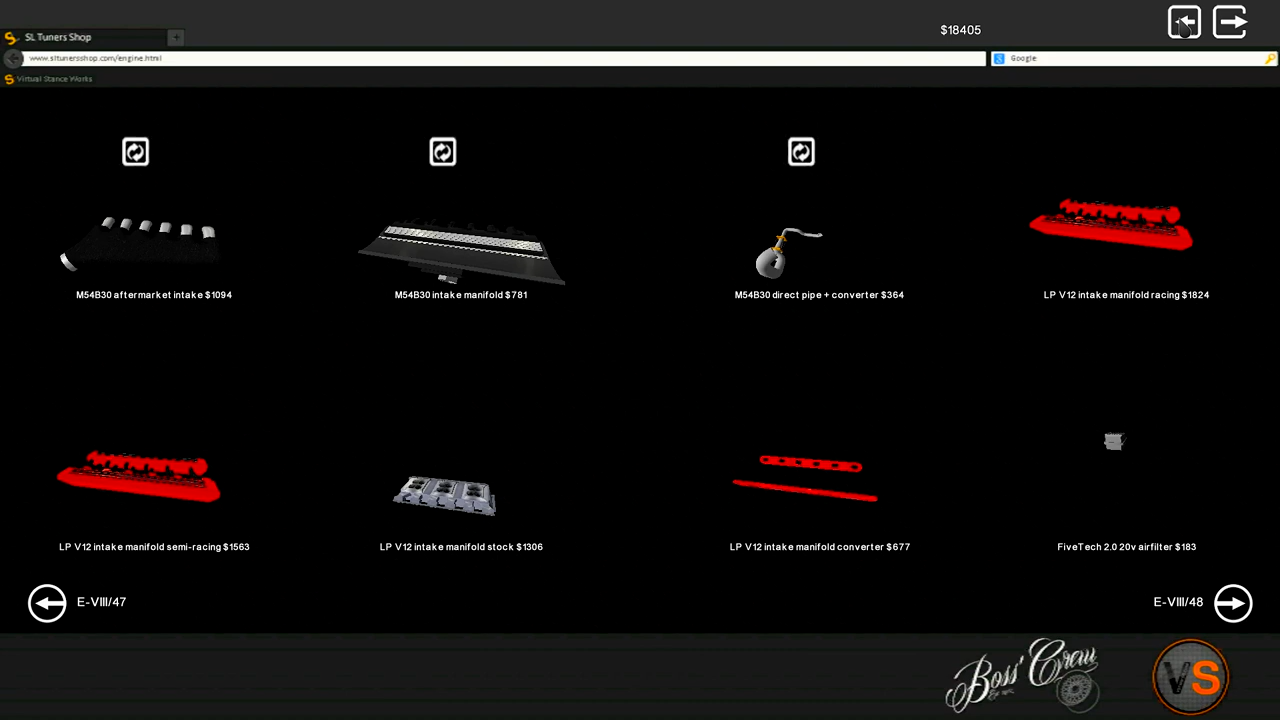 SL Tuners Shop
+
$18405
www.sltunersshop.com/engine.html
Google
Virtual Stance Works
M54B30 aftermarket intake $1094
M54B30 intake manifold $781
M54B30 direct pipe + converter $364
LP V12 intake manifold racing $1824
LP V12 intake manifold semi-racing $1563
LP V12 intake manifold stock $1306
LP V12 intake manifold converter $677
FiveTech 2.0 20v airfilter $183
E-VIII/47
E-VIII/48
Boss' Crew
VS